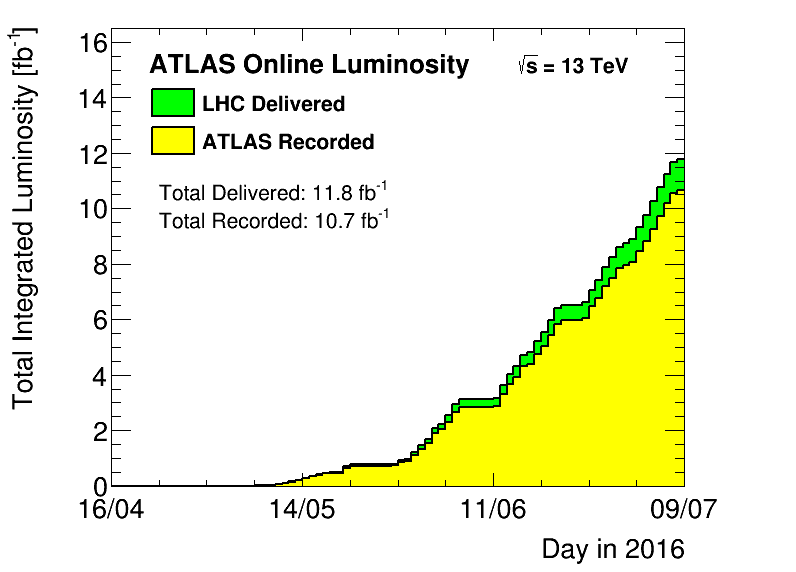 Total Integrated Luminosity [fb⁻¹]
ATLAS Online Luminosity
√s = 13 TeV
LHC Delivered
ATLAS Recorded
Total Delivered: 11.8 fb⁻¹
Total Recorded: 10.7 fb⁻¹
16
14
12
10
8
6
4
2
0
16/04 14/05 11/06 09/07
Day in 2016